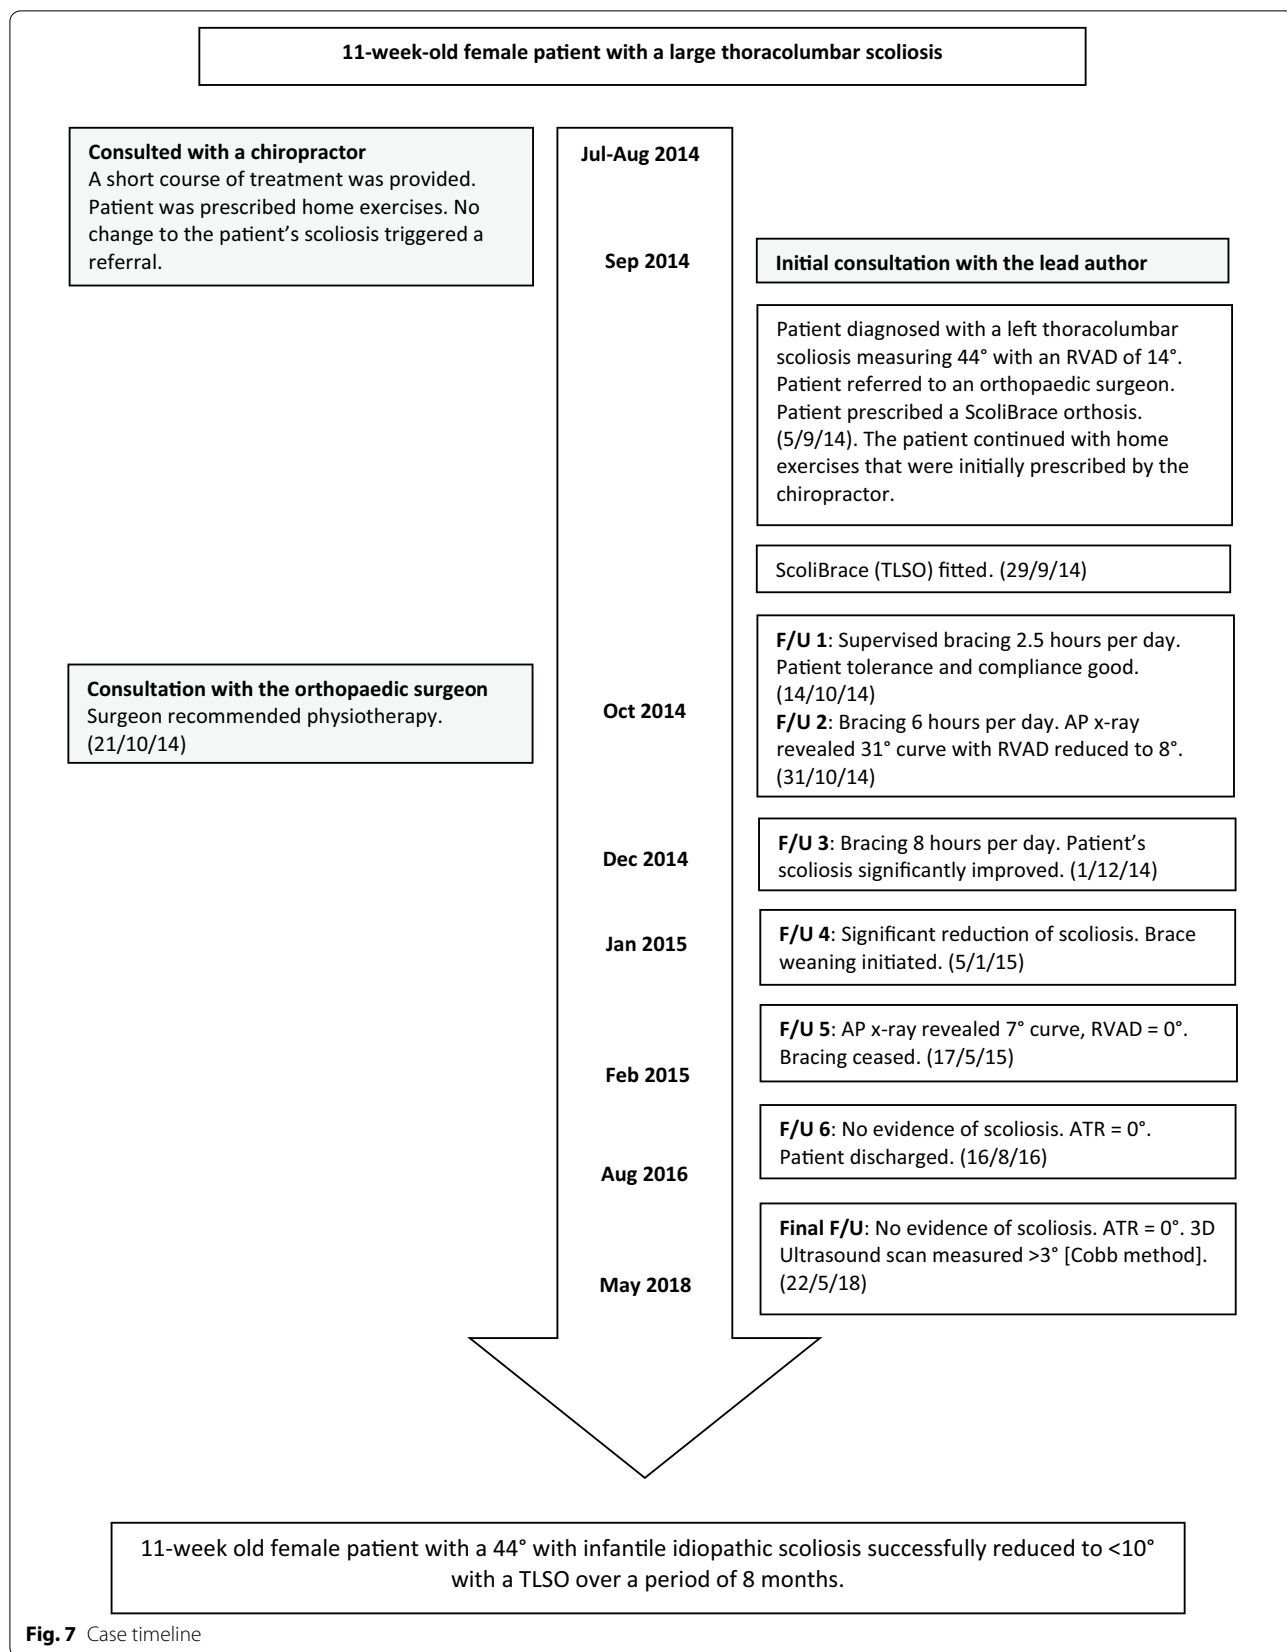 11-week-old female patient with a large thoracolumbar scoliosis
Consulted with a chiropractor
A short course of treatment was provided.
Patient was prescribed home exercises. No
change to the patient's scoliosis triggered a
referral.
Jul-Aug 2014
Sep 2014
Initial consultation with the lead author
Patient diagnosed with a left thoracolumbar
scoliosis measuring 44° with an RVAD of 14°.
Patient referred to an orthopaedic surgeon.
Patient prescribed a ScoliBrace orthosis.
(5/9/14). The patient continued with home
exercises that were initially prescribed by the
chiropractor.
ScoliBrace (TLSO) fitted. (29/9/14)
Consultation with the orthopaedic surgeon
Surgeon recommended physiotherapy.
(21/10/14)
Oct 2014
F/U 1: Supervised bracing 2.5 hours per day.
Patient tolerance and compliance good.
(14/10/14)
F/U 2: Bracing 6 hours per day. AP x-ray
revealed 31° curve with RVAD reduced to 8°.
(31/10/14)
Dec 2014
F/U 3: Bracing 8 hours per day. Patient's
scoliosis significantly improved. (1/12/14)
Jan 2015
F/U 4: Significant reduction of scoliosis. Brace
weaning initiated. (5/1/15)
Feb 2015
F/U 5: AP x-ray revealed 7° curve, RVAD = 0°.
Bracing ceased. (17/5/15)
Aug 2016
F/U 6: No evidence of scoliosis. ATR = 0°.
Patient discharged. (16/8/16)
May 2018
Final F/U: No evidence of scoliosis. ATR = 0°. 3D
Ultrasound scan measured >3° [Cobb method].
(22/5/18)
11-week old female patient with a 44° with infantile idiopathic scoliosis successfully reduced to <10°
with a TLSO over a period of 8 months.
Fig. 7 Case timeline